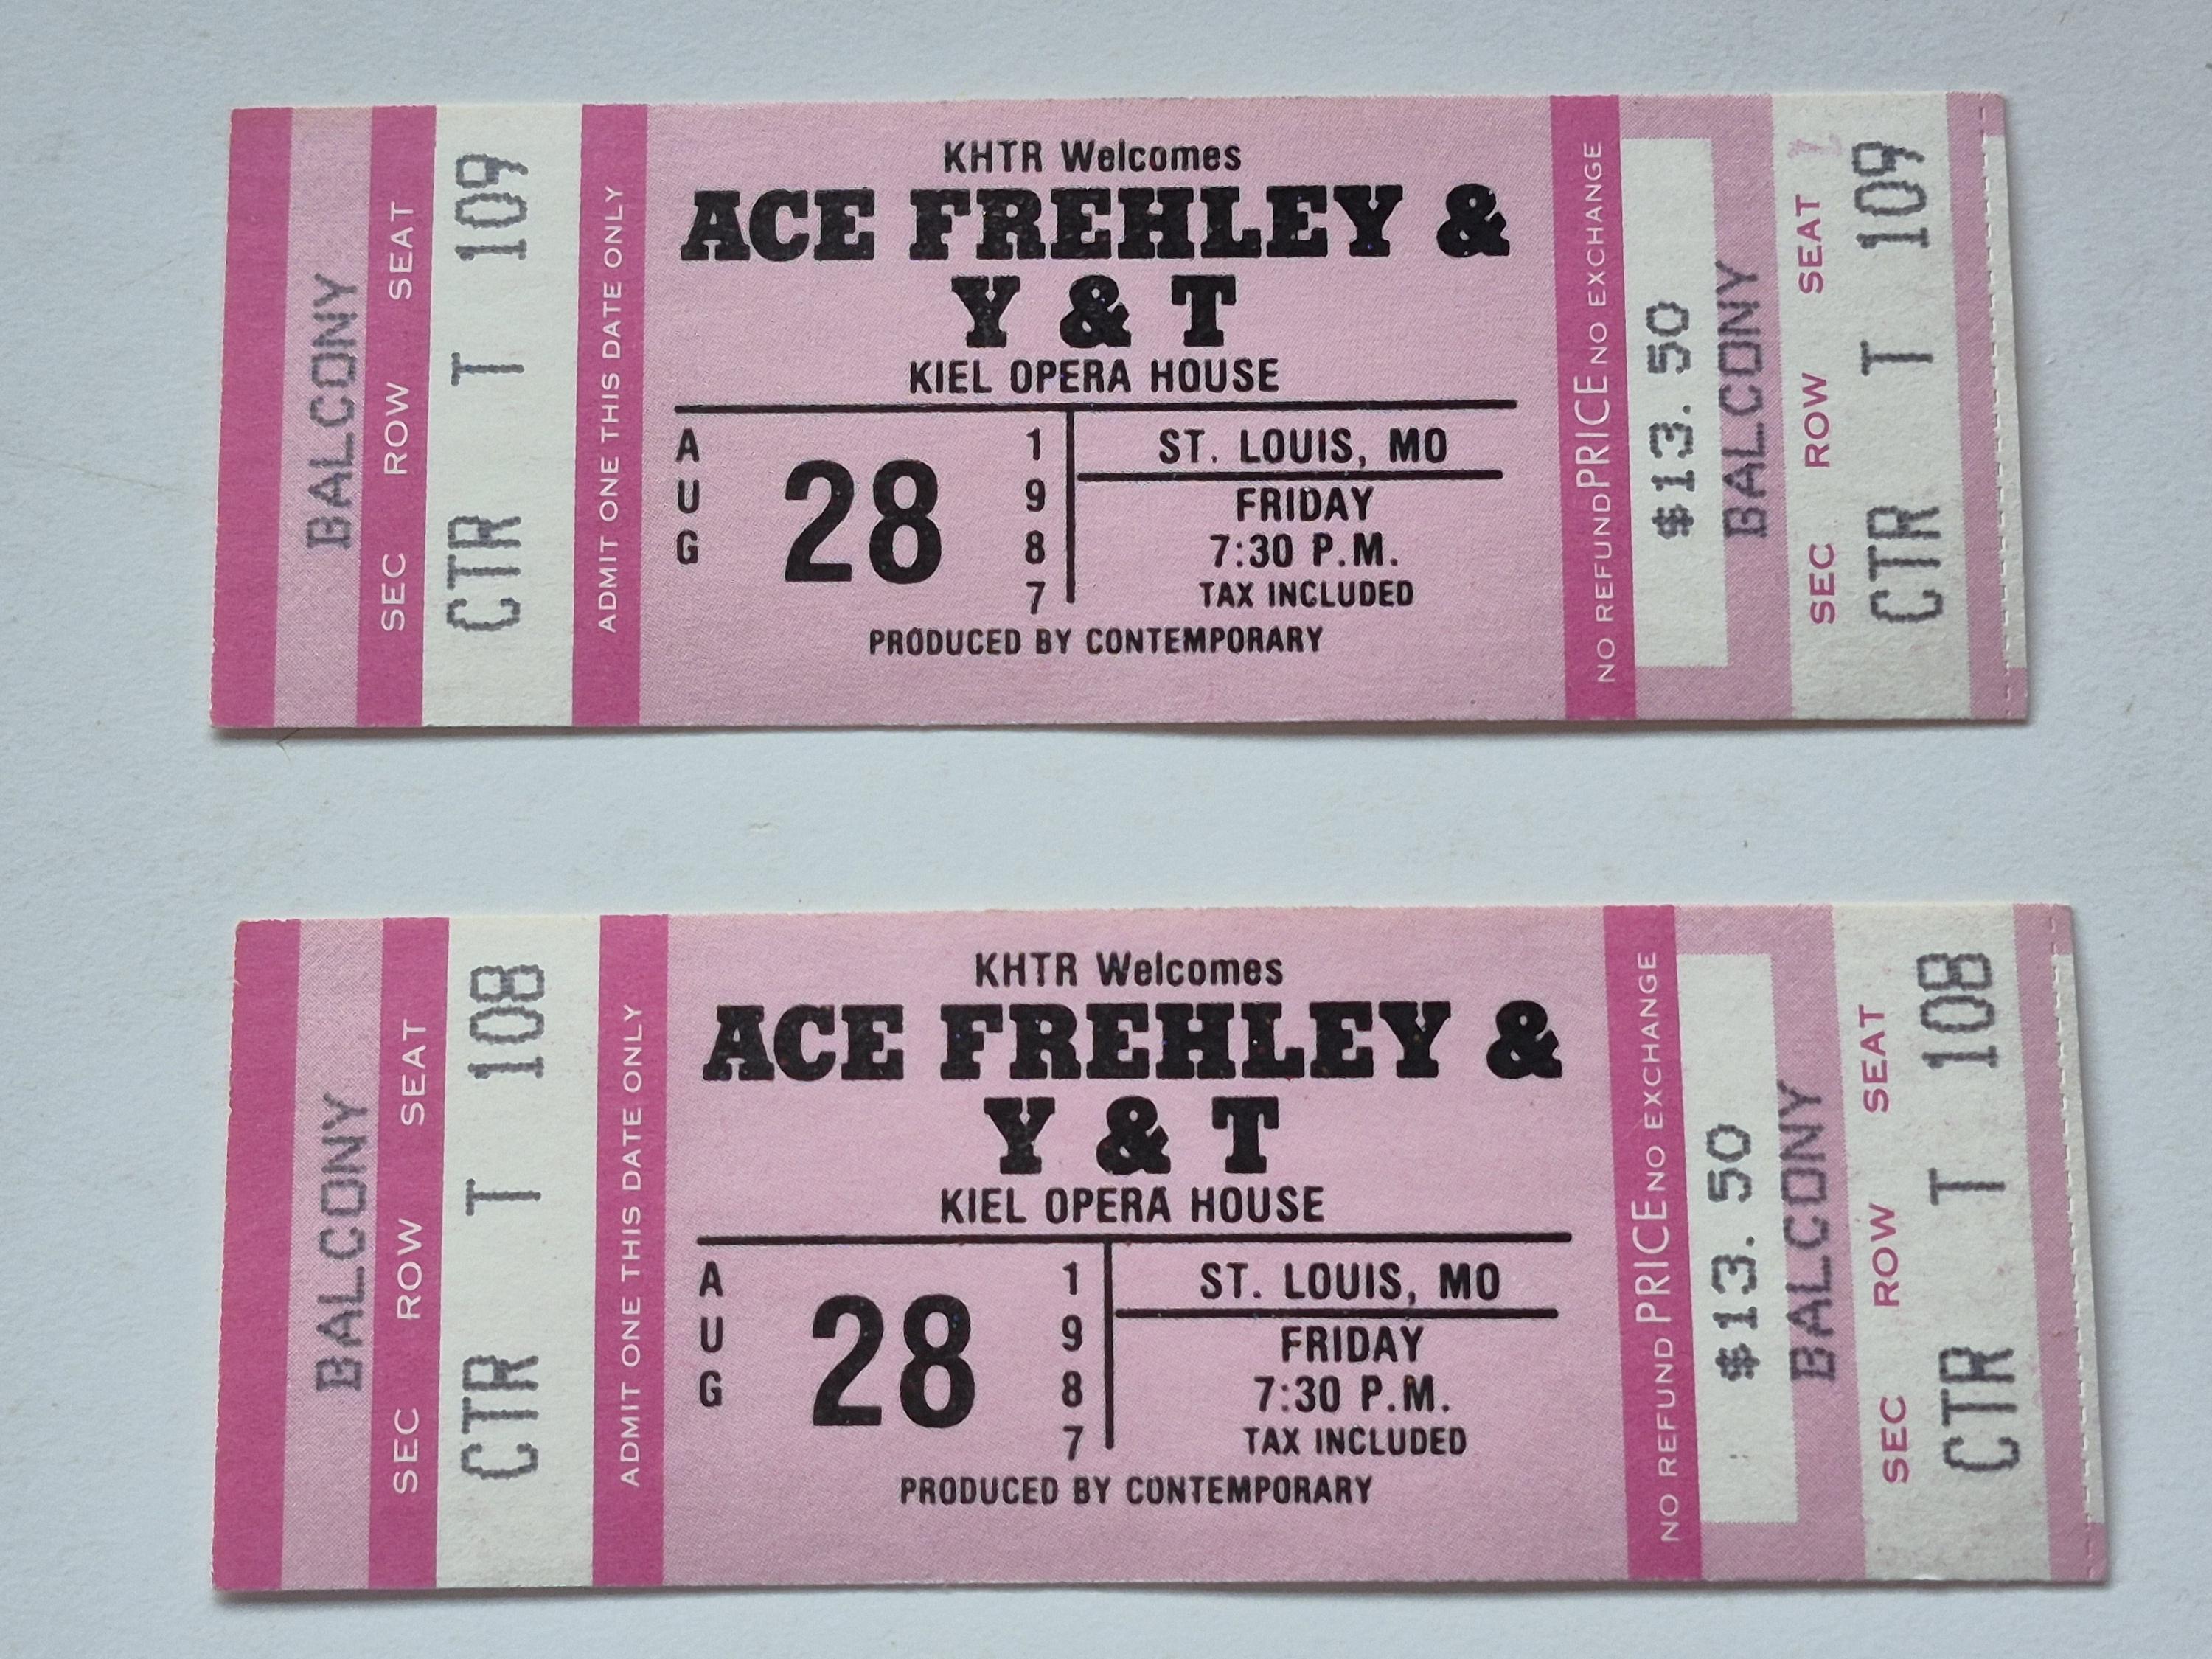 BALCONY
SEC ROW SEAT
CTR T 109
ADMIT ONE THIS DATE ONLY
KHTR Welcomes
ACE FREHLEY &
Y & T
KIEL OPERA HOUSE
AUG 28 1987
ST. LOUIS, MO
FRIDAY
7:30 P.M.
TAX INCLUDED
PRODUCED BY CONTEMPORARY
NO REFUND PRICE NO EXCHANGE
$13.50
BALCONY
SEC ROW SEAT
CTR T 109
BALCONY
SEC ROW SEAT
CTR T 108
ADMIT ONE THIS DATE ONLY
KHTR Welcomes
ACE FREHLEY &
Y & T
KIEL OPERA HOUSE
AUG 28 1987
ST. LOUIS, MO
FRIDAY
7:30 P.M.
TAX INCLUDED
PRODUCED BY CONTEMPORARY
NO REFUND PRICE NO EXCHANGE
$13.50
BALCONY
SEC ROW SEAT
CTR T 108